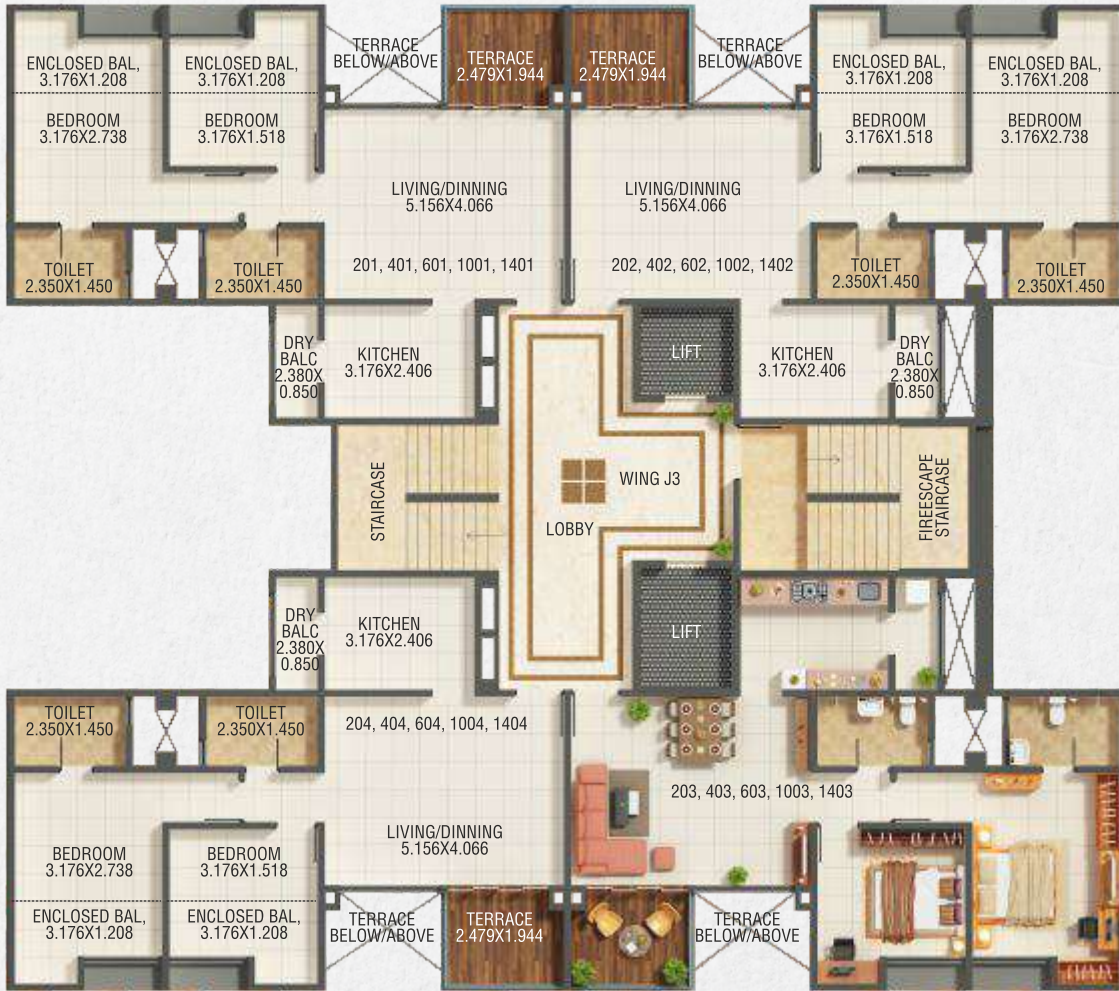 ENCLOSED BAL,
3.176X1.208
ENCLOSED BAL,
3.176X1.208
TERRACE
BELOW/ABOVE
TERRACE
2.479X1.944
TERRACE
2.479X1.944
TERRACE
BELOW/ABOVE
ENCLOSED BAL,
3.176X1.208
ENCLOSED BAL,
3.176X1.208
BEDROOM
3.176X2.738
BEDROOM
3.176X1.518
BEDROOM
3.176X1.518
BEDROOM
3.176X2.738
LIVING/DINNING
5.156X4.066
LIVING/DINNING
5.156X4.066
TOILET
2.350X1.450
TOILET
2.350X1.450
201, 401, 601, 1001, 1401
202, 402, 602, 1002, 1402
TOILET
2.350X1.450
TOILET
2.350X1.450
DRY
BALC
2.380X
0.850
KITCHEN
3.176X2.406
LIFT
KITCHEN
3.176X2.406
DRY
BALC
2.380X
0.850
STAIRCASE
WING J3
LOBBY
FIREESCAPE
STAIRCASE
DRY
BALC
2.380X
0.850
KITCHEN
3.176X2.406
LIFT
TOILET
2.350X1.450
TOILET
2.350X1.450
204, 404, 604, 1004, 1404
203, 403, 603, 1003, 1403
LIVING/DINNING
5.156X4.066
BEDROOM
3.176X2.738
BEDROOM
3.176X1.518
ENCLOSED BAL,
3.176X1.208
ENCLOSED BAL,
3.176X1.208
TERRACE
BELOW/ABOVE
TERRACE
2.479X1.944
TERRACE
BELOW/ABOVE